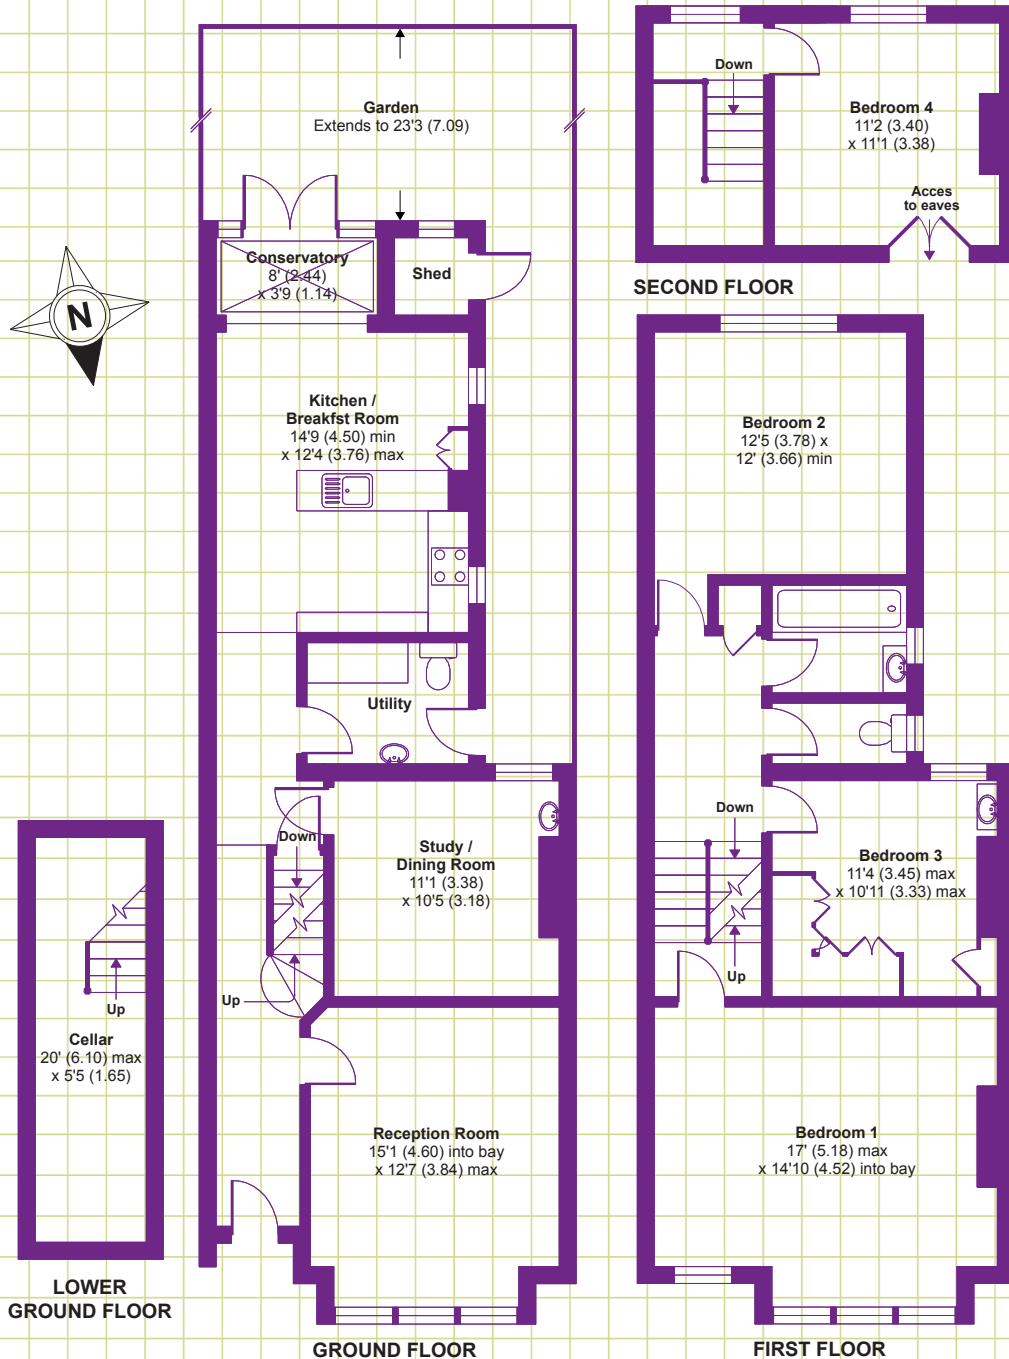 Garden
Extends to 23'3 (7.09)
Conservatory
8' (2.44)
x 3'9 (1.14)
Shed
N
Kitchen /
Breakfst Room
14'9 (4.50) min
x 12'4 (3.76) max
Utility
Down
Study /
Dining Room
11'1 (3.38)
x 10'5 (3.18)
Up
Reception Room
15'1 (4.60) into bay
x 12'7 (3.84) max
GROUND FLOOR
Up
Cellar
20' (6.10) max
x 5'5 (1.65)
LOWER
GROUND FLOOR
Down
Bedroom 4
11'2 (3.40)
x 11'1 (3.38)
Acces
to eaves
SECOND FLOOR
Bedroom 2
12'5 (3.78) x
12' (3.66) min
Down
Bedroom 3
11'4 (3.45) max
x 10'11 (3.33) max
Up
Bedroom 1
17' (5.18) max
x 14'10 (4.52) into bay
FIRST FLOOR